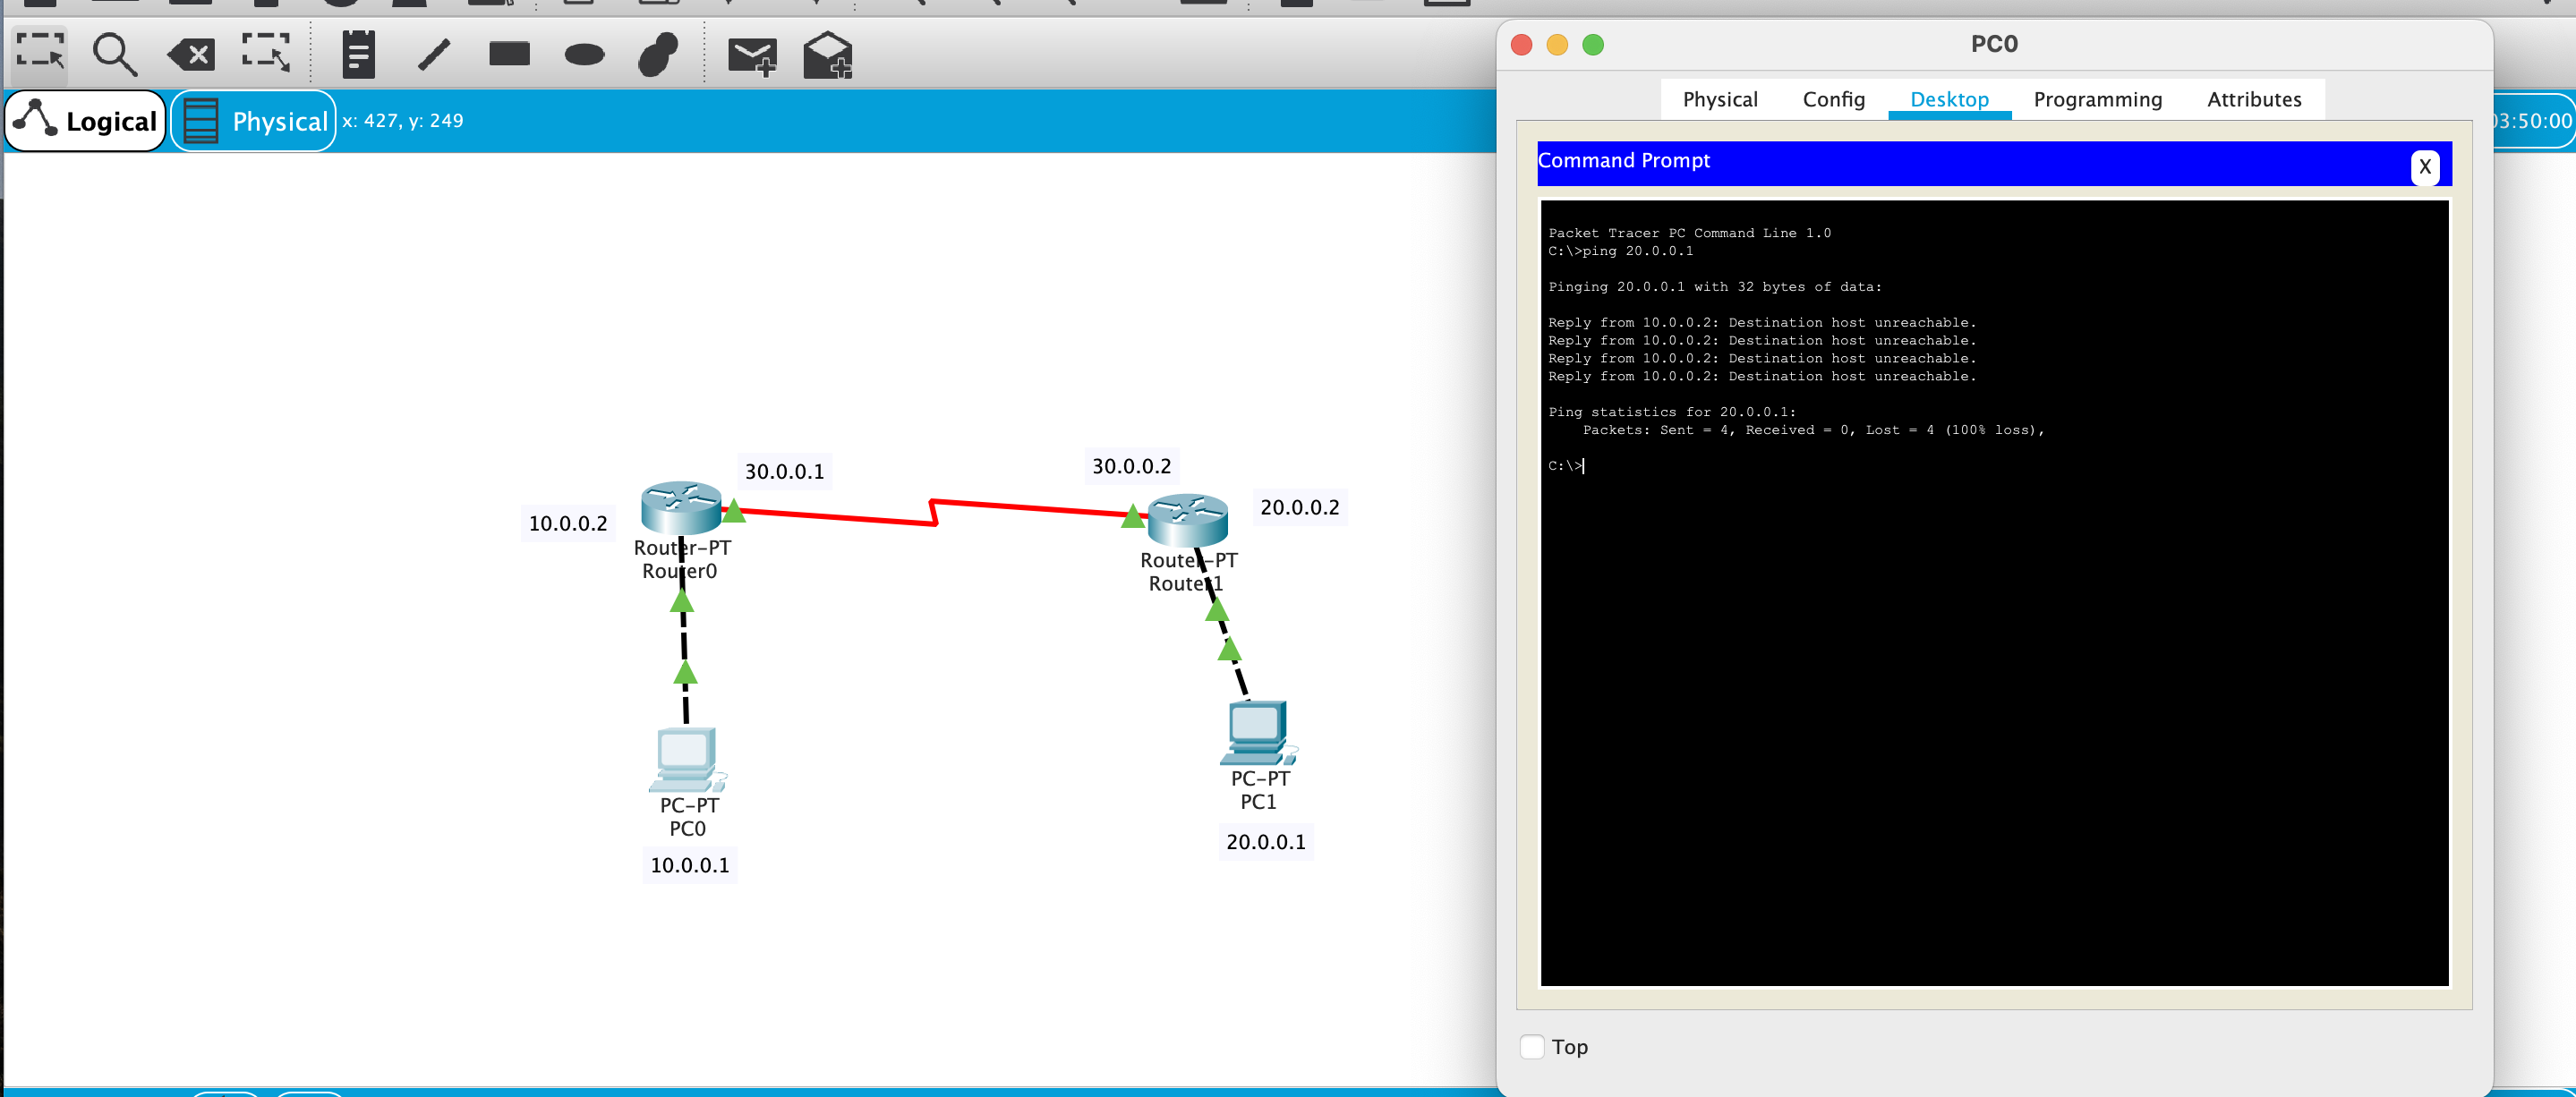 Logical
Physical
x: 427, y: 249
30.0.0.1
30.0.0.2
10.0.0.2
20.0.0.2
Router-PT
Router0
Router-PT
Router1
PC-PT
PC0
10.0.0.1
PC-PT
PC1
20.0.0.1
PC0
Physical
Config
Desktop
Programming
Attributes
03:50:00
Command Prompt
X
Packet Tracer PC Command Line 1.0
C:\>ping 20.0.0.1
Pinging 20.0.0.1 with 32 bytes of data:
Reply from 10.0.0.2: Destination host unreachable.
Reply from 10.0.0.2: Destination host unreachable.
Reply from 10.0.0.2: Destination host unreachable.
Reply from 10.0.0.2: Destination host unreachable.
Ping statistics for 20.0.0.1:
Packets: Sent = 4, Received = 0, Lost = 4 (100% loss),
C:\>
Top